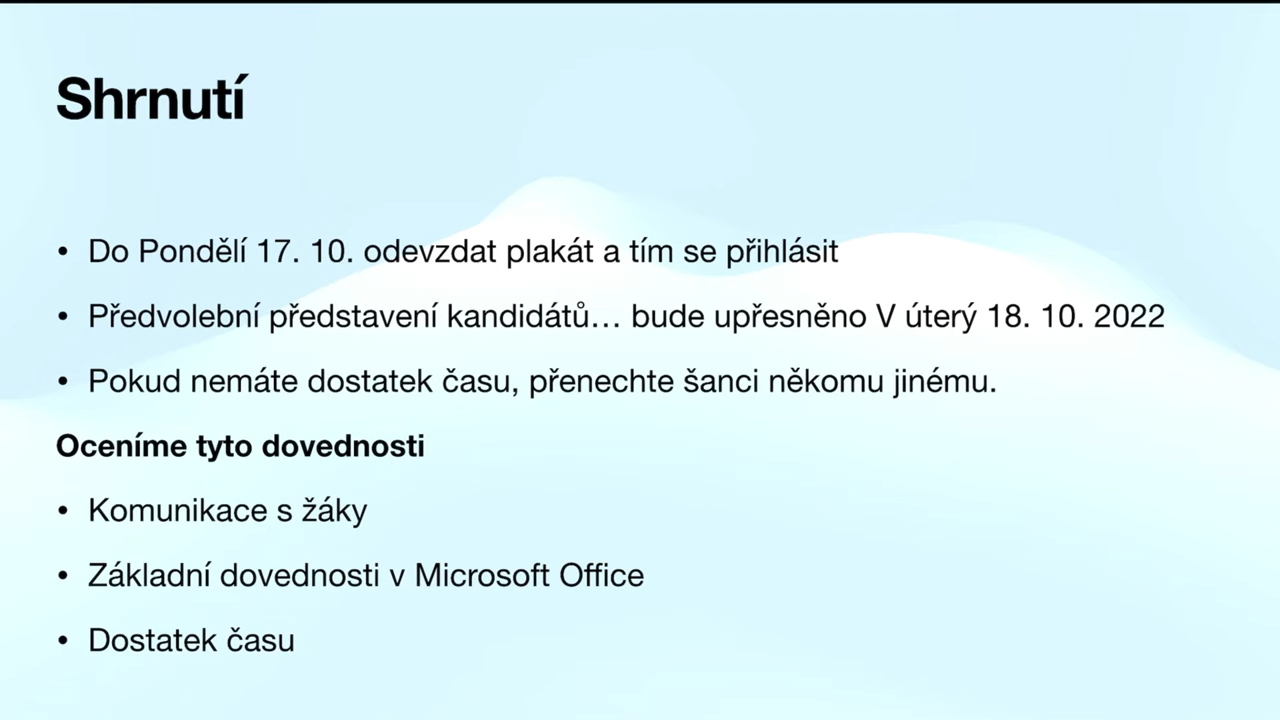 Shrnutí
• Do Pondělí 17. 10. odevzdat plakát a tím se přihlásit
• Předvolební představení kandidátů… bude upřesněno V úterý 18. 10. 2022
• Pokud nemáte dostatek času, přenechte šanci někomu jinému.
Oceníme tyto dovednosti
• Komunikace s žáky
• Základní dovednosti v Microsoft Office
• Dostatek času